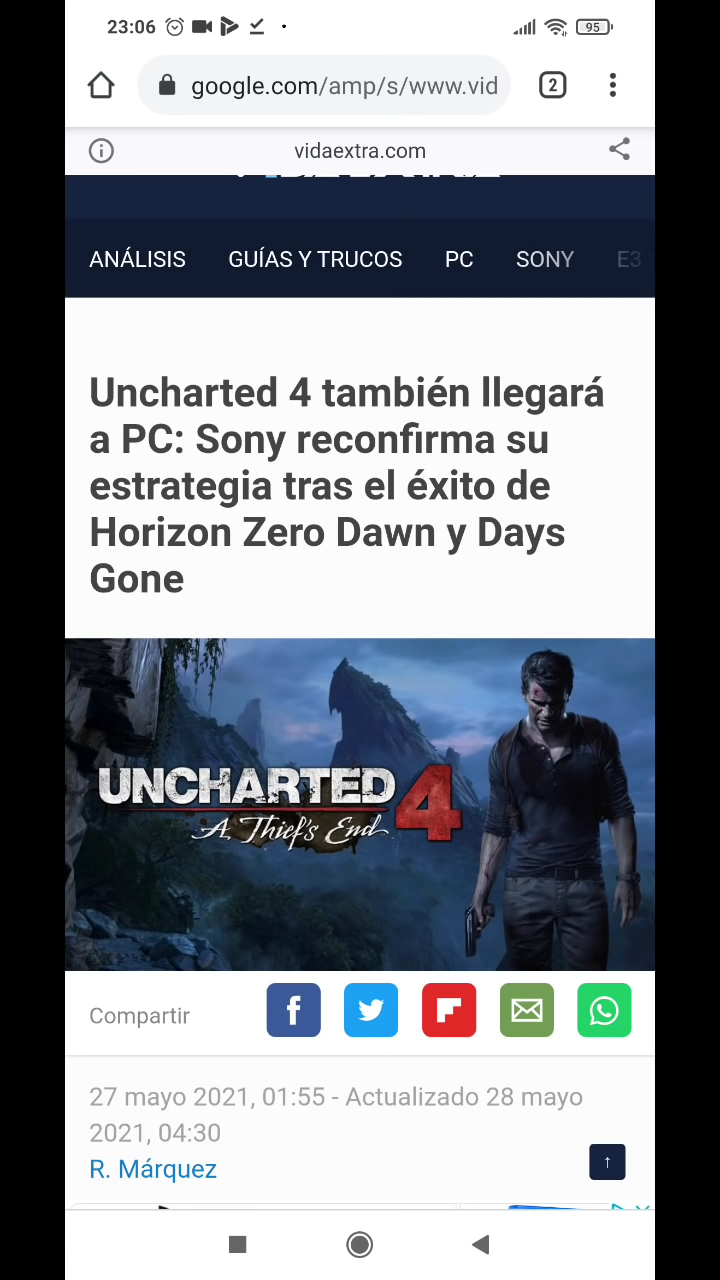 23:06
95
google.com/amp/s/www.vid
2
vidaextra.com
ANÁLISIS GUÍAS Y TRUCOS PC SONY E3
Uncharted 4 también llegará
a PC: Sony reconfirma su
estrategia tras el éxito de
Horizon Zero Dawn y Days
Gone
UNCHARTED 4
A Thief's End
Compartir
27 mayo 2021, 01:55 - Actualizado 28 mayo
2021, 04:30
R. Márquez